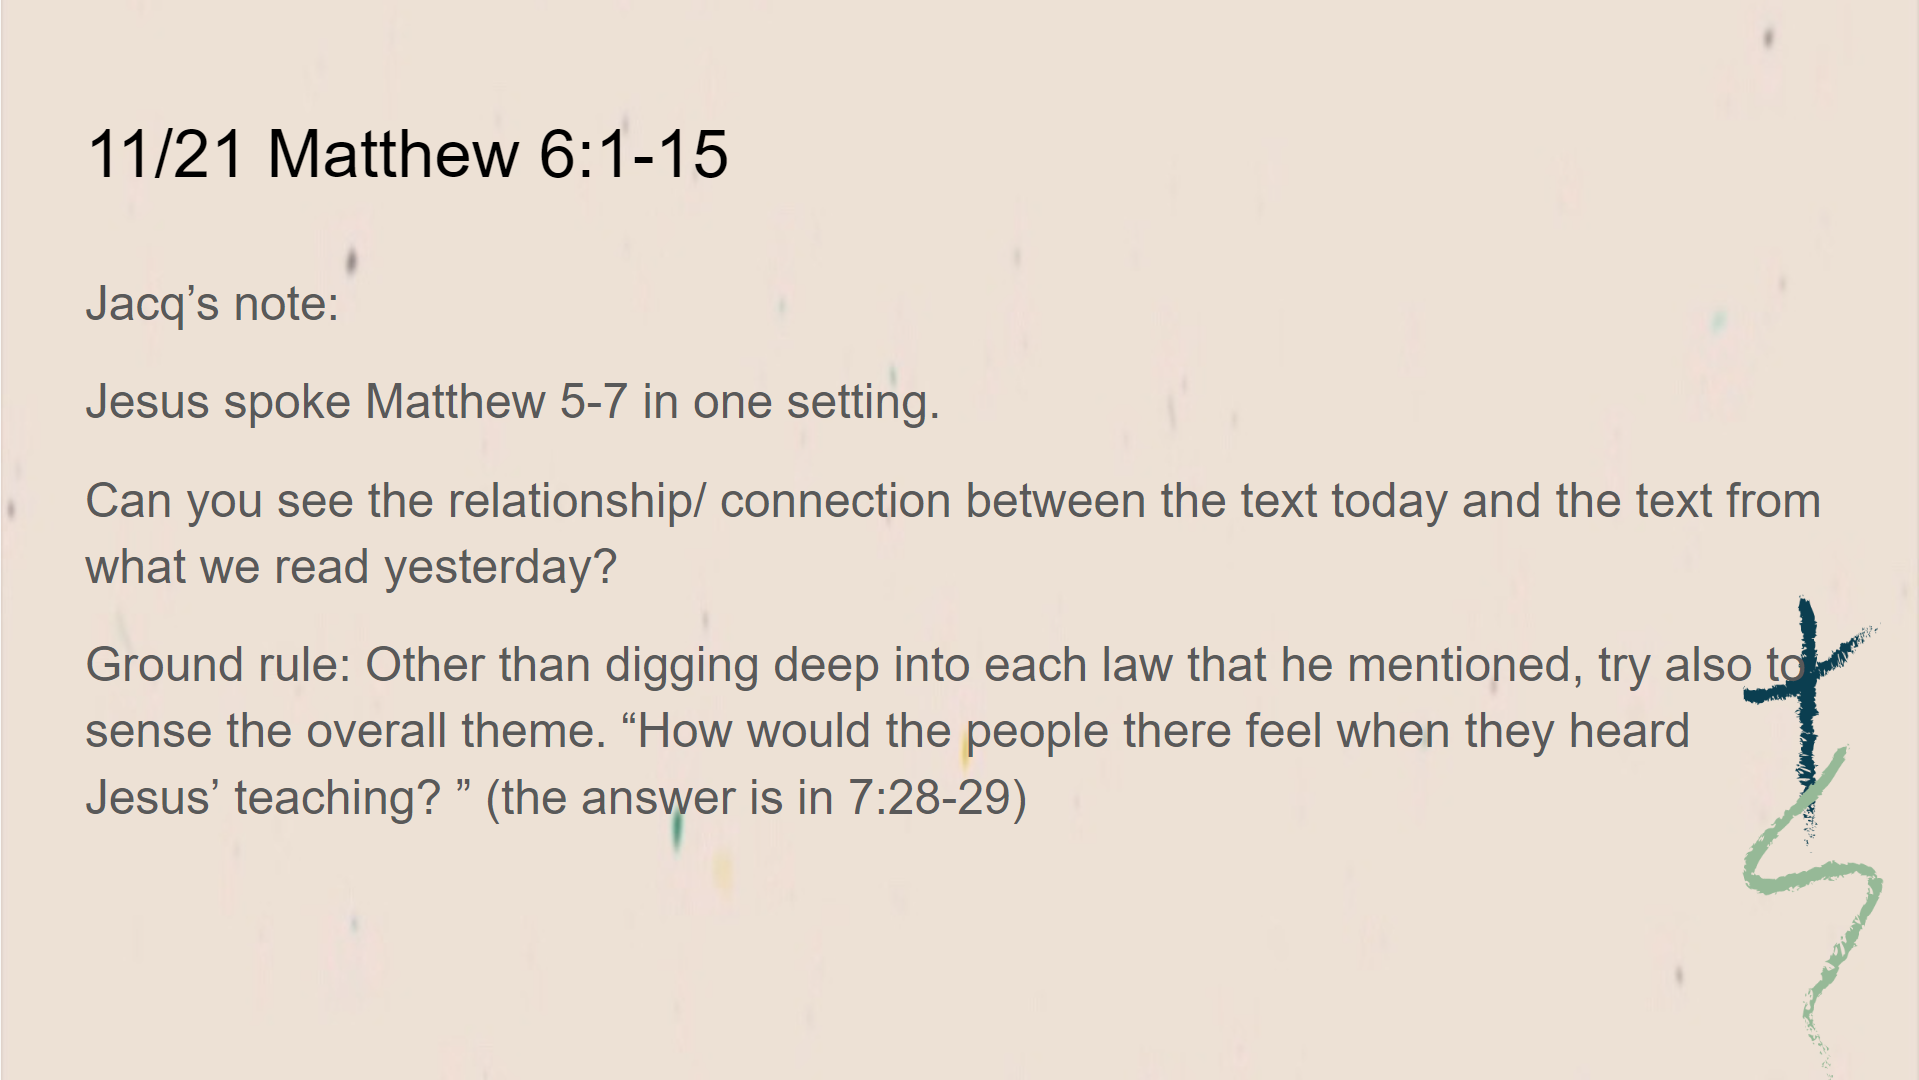 11/21 Matthew 6:1-15
Jacq’s note:
Jesus spoke Matthew 5-7 in one setting.
Can you see the relationship/ connection between the text today and the text from
what we read yesterday?
Ground rule: Other than digging deep into each law that he mentioned, try also to
sense the overall theme. “How would the people there feel when they heard
Jesus’ teaching? ” (the answer is in 7:28-29)